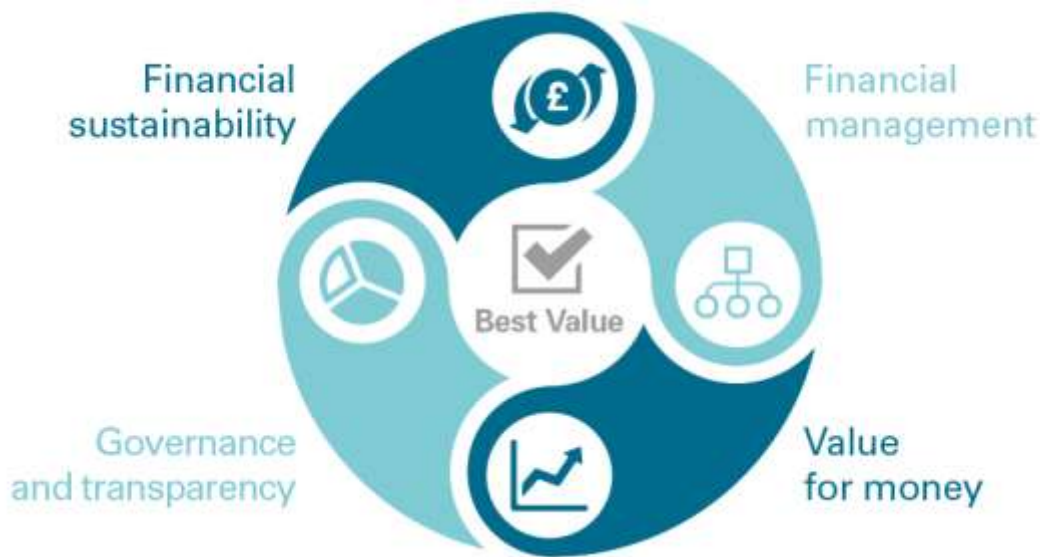 Financial
sustainability
Financial
management
£
Best Value
Governance
and transparency
Value
for money